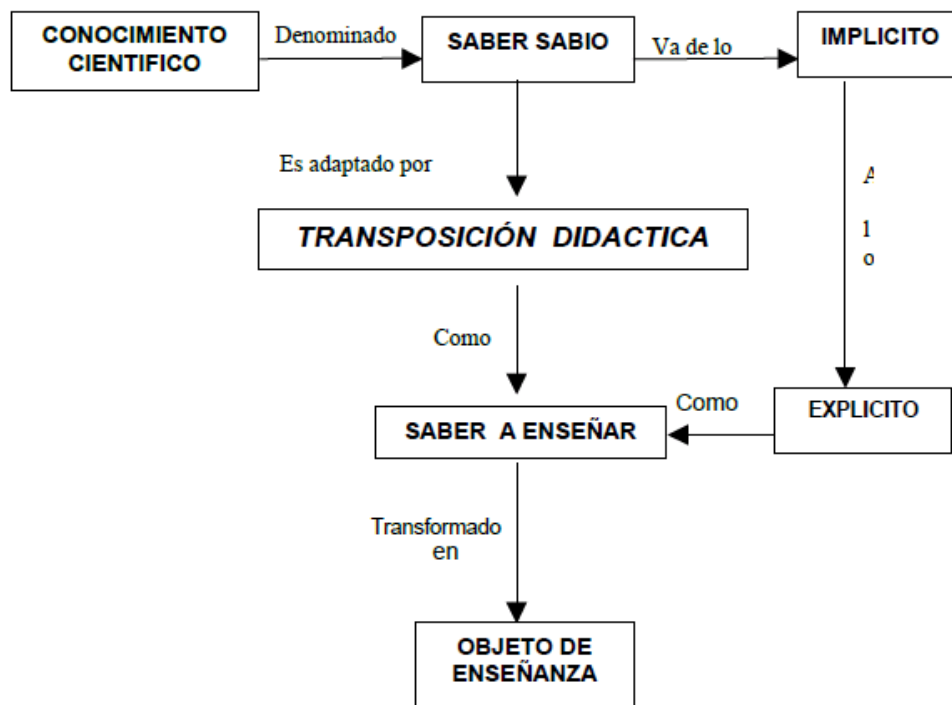 CONOCIMIENTO
CIENTIFICO
Denominado
SABER SABIO
Va de lo
IMPLICITO
Es adaptado por
A
l
o
TRANSPOSICIÓN DIDACTICA
Como
Como
EXPLICITO
SABER A ENSEÑAR
Transformado
en
OBJETO DE
ENSEÑANZA